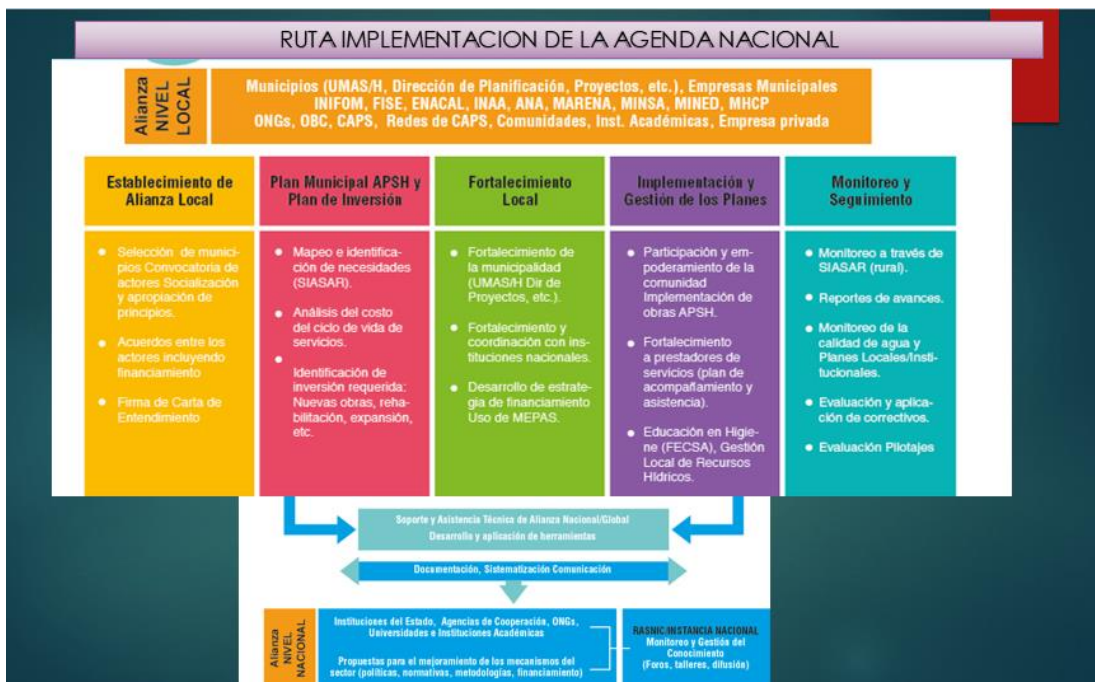 RUTA IMPLEMENTACION DE LA AGENDA NACIONAL
Alianza
NIVEL
LOCAL
Municipios (UMAS/H, Dirección de Planificación, Proyectos, etc.), Empresas Municipales
INIFOM, FISE, ENACAL, INAA, ANA, MARENA, MINSA, MINED, MHCP
ONGs, OBC, CAPS, Redes de CAPS, Comunidades, Inst. Académicas, Empresa privada
Establecimiento de
Alianza Local
• Selección de munici-
pios Convocatoria de
actores Socialización
y apropiación de
principios.
• Acuerdos entre los
actores incluyendo
financiamiento
• Firma de Carta de
Entendimiento
Plan Municipal APSH y
Plan de Inversión
• Mapeo e identifica-
ción de necesidades
(SIASAR).
• Análisis del costo
del ciclo de vida de
servicios.
•
Identificación de
inversión requerida:
Nuevas obras, reha-
bilitación, expansión,
etc.
Fortalecimiento
Local
• Fortalecimiento de
la municipalidad
(UMAS/H Dir de
Proyectos, etc.).
• Fortalecimiento y
coordinación con ins-
tituciones nacionales.
• Desarrollo de estrate-
gia de financiamiento
Uso de MEPAS.
Implementación y
Gestión de los Planes
• Participación y em-
poderamiento de la
comunidad
Implementación de
obras APSH.
• Fortalecimiento
a prestadores de
servicios (plan de
acompañamiento y
asistencia).
• Educación en Higie-
ne (FECSA), Gestión
Local de Recursos
Hídricos.
Monitoreo y
Seguimiento
• Monitoreo a través de
SIASAR (rural).
• Reportes de avances.
• Monitoreo de la
calidad de agua y
Planes Locales/Insti-
tucionales.
• Evaluación y aplica-
ción de correctivos.
• Evaluación Pilotajes
Soporte y Asistencia Técnica de Alianza Nacional/Global
Desarrollo y aplicación de herramientas
Documentación, Sistematización Comunicación
Alianza
NIVEL
NACIONAL
Instituciones del Estado, Agencias de Cooperación, ONGs,
Universidades e Instituciones Académicas
Propuestas para el mejoramiento de los mecanismos del
sector (políticas, normativas, metodologías, financiamiento)
RASNIC/INSTANCIA NACIONAL
Monitoreo y Gestión del
Conocimiento
(Foros, talleres, difusión)